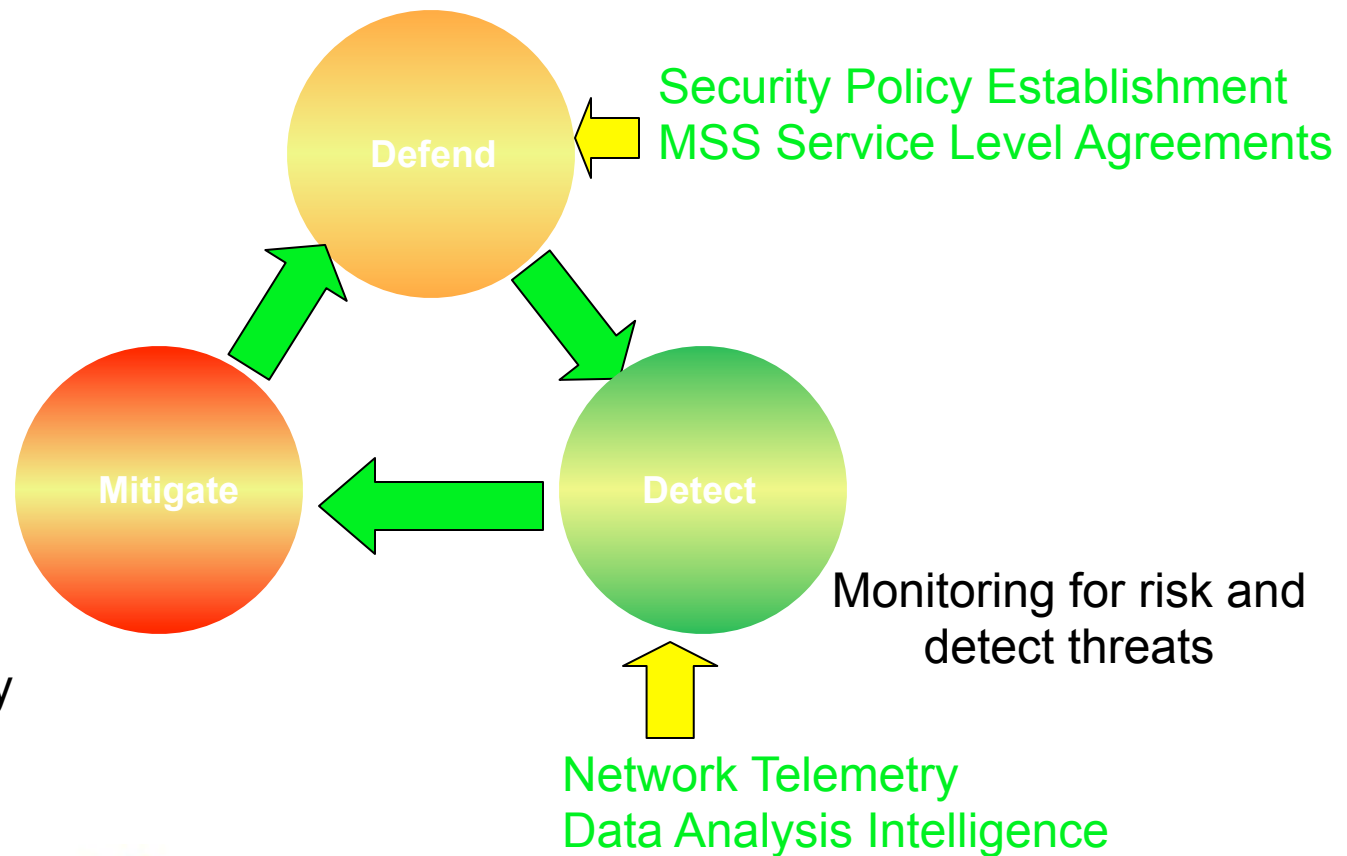 Security Policy Establishment
MSS Service Level Agreements
Defend
Mitigate
Detect
Monitoring for risk and
detect threats
y
Network Telemetry
Data Analysis Intelligence